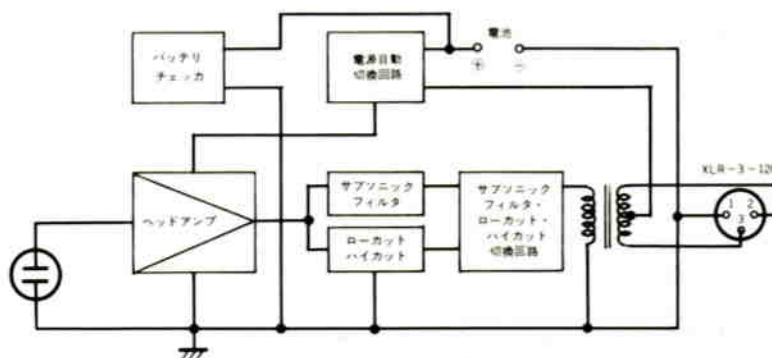 バッテリ
チェッカ
電源自動
切換回路
電池
⊕ ⊖
ヘッドアンプ
サブソニック
フィルタ
ローカット
ハイカット
サブソニック
フィルタ・
ローカット・
ハイカット
切換回路
XLR-3-12C
1 2
3